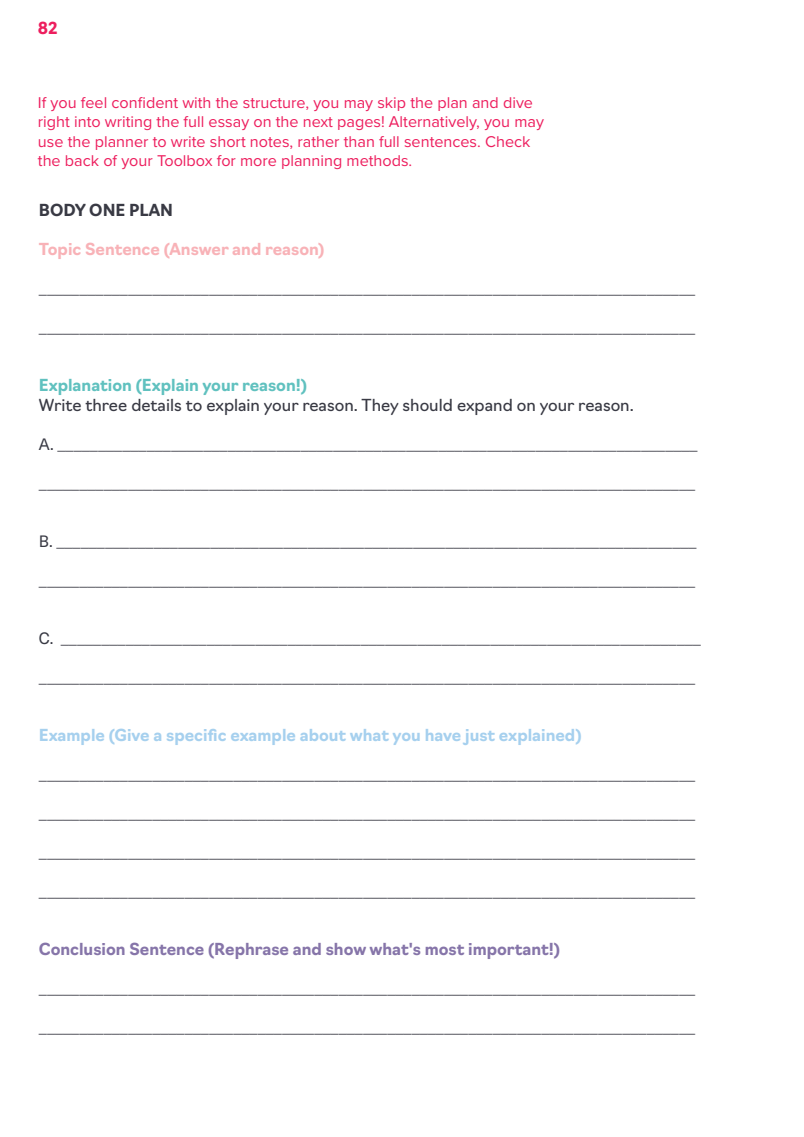 82
If you feel confident with the structure, you may skip the plan and dive
right into writing the full essay on the next pages! Alternatively, you may
use the planner to write short notes, rather than full sentences. Check
the back of your Toolbox for more planning methods.
BODY ONE PLAN
Topic Sentence (Answer and reason)
Explanation (Explain your reason!)
Write three details to explain your reason. They should expand on your reason.
A.
B.
C.
Example (Give a specific example about what you have just explained)
Conclusion Sentence (Rephrase and show what's most important!)